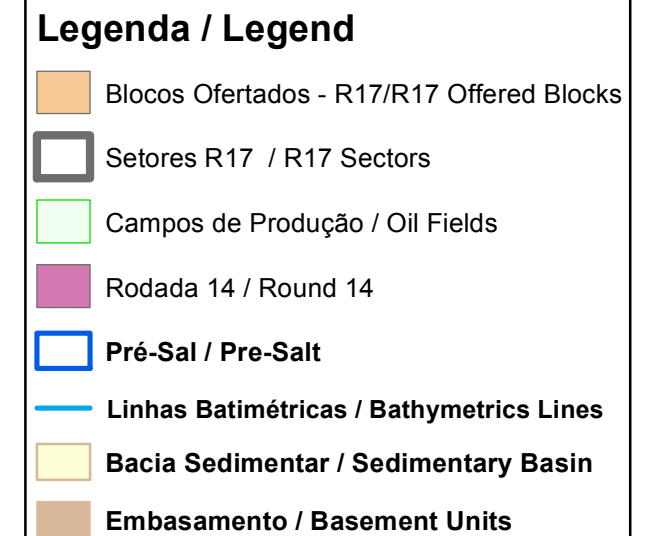 Legenda / Legend
Blocos Ofertados - R17/R17 Offered Blocks
Setores R17 / R17 Sectors
Campos de Produção / Oil Fields
Rodada 14 / Round 14
Pré-Sal / Pre-Salt
Linhas Batimétricas / Bathymetrics Lines
Bacia Sedimentar / Sedimentary Basin
Embasamento / Basement Units